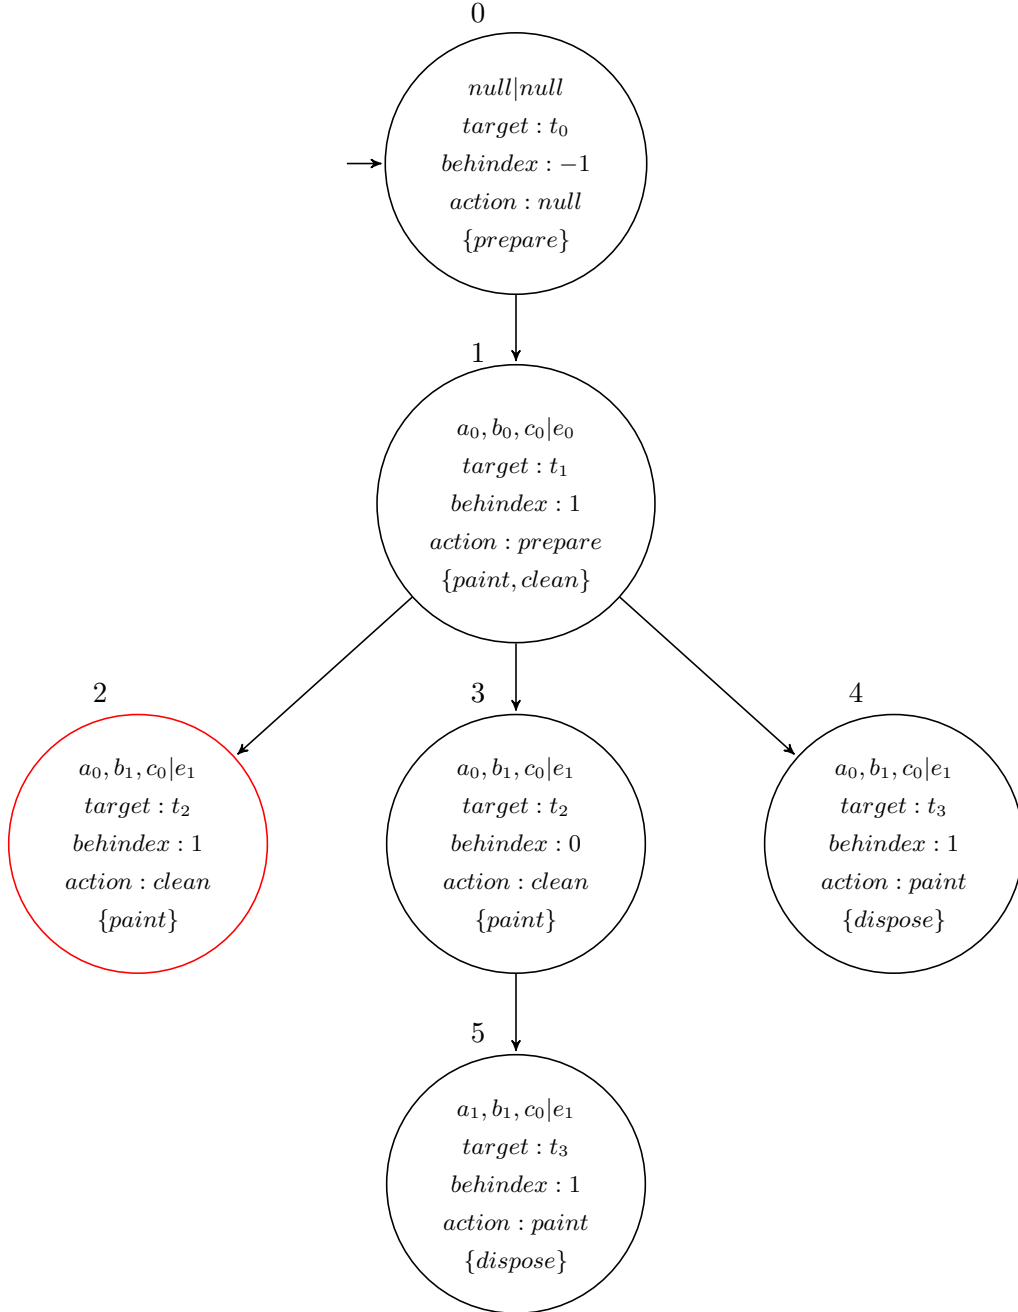 0
null|null
target : t₀
behindex : −1
action : null
{prepare}
1
a₀, b₀, c₀|e₀
target : t₁
behindex : 1
action : prepare
{paint, clean}
2
a₀, b₁, c₀|e₁
target : t₂
behindex : 1
action : clean
{paint}
3
a₀, b₁, c₀|e₁
target : t₂
behindex : 0
action : clean
{paint}
4
a₀, b₁, c₀|e₁
target : t₃
behindex : 1
action : paint
{dispose}
5
a₁, b₁, c₀|e₁
target : t₃
behindex : 1
action : paint
{dispose}